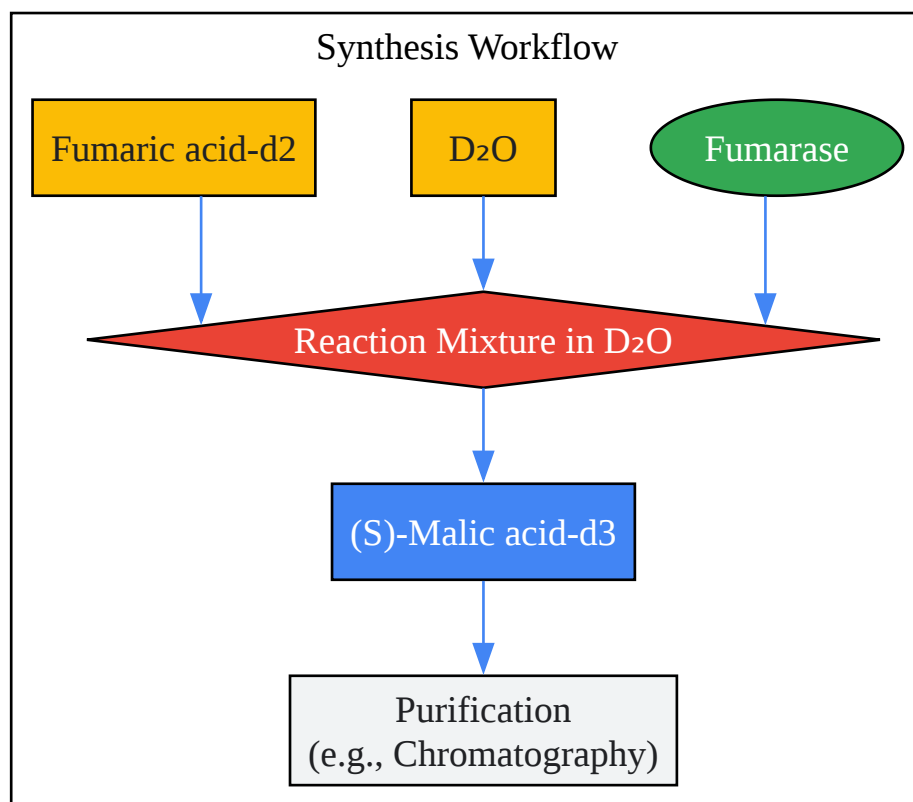 Synthesis Workflow
Fumaric acid-d2
D₂O
Fumarase
Reaction Mixture in D₂O
(S)-Malic acid-d3
Purification
(e.g., Chromatography)